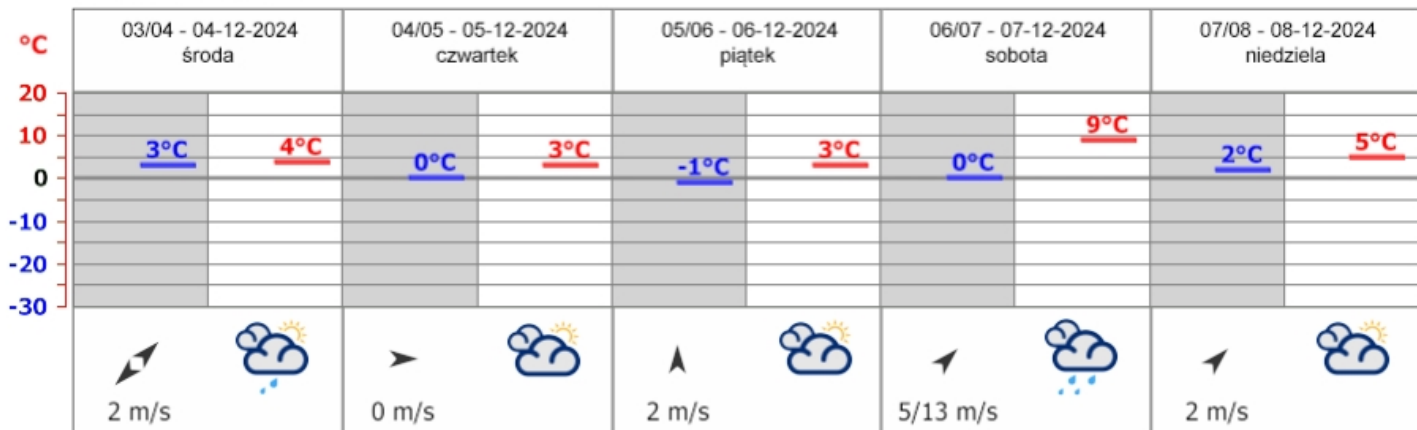 °C
03/04 - 04-12-2024
środa
04/05 - 05-12-2024
czwartek
05/06 - 06-12-2024
piątek
06/07 - 07-12-2024
sobota
07/08 - 08-12-2024
niedziela
20
10
0
-10
-20
-30
3°C
4°C
0°C
3°C
-1°C
3°C
0°C
9°C
2°C
5°C
2 m/s
0 m/s
2 m/s
5/13 m/s
2 m/s